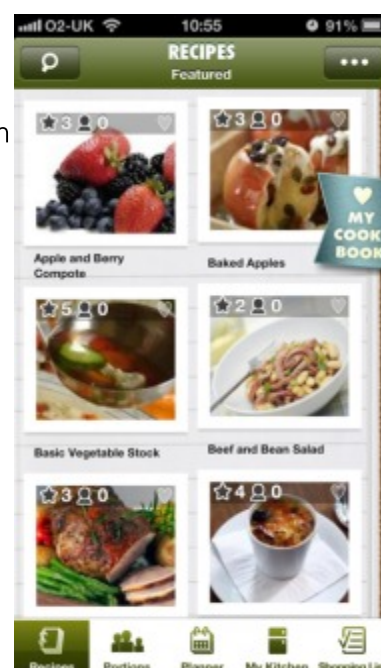 O2-UK 10:55 91%
RECIPES
Featured
n
3 0
3 0
MY
COOK
BOOK
Apple and Berry
Compote
Baked Apples
5 0
2 0
Basic Vegetable Stock
Beef and Bean Salad
3 0
4 0
Recipes Portions Planner My Kitchen Shopping Li